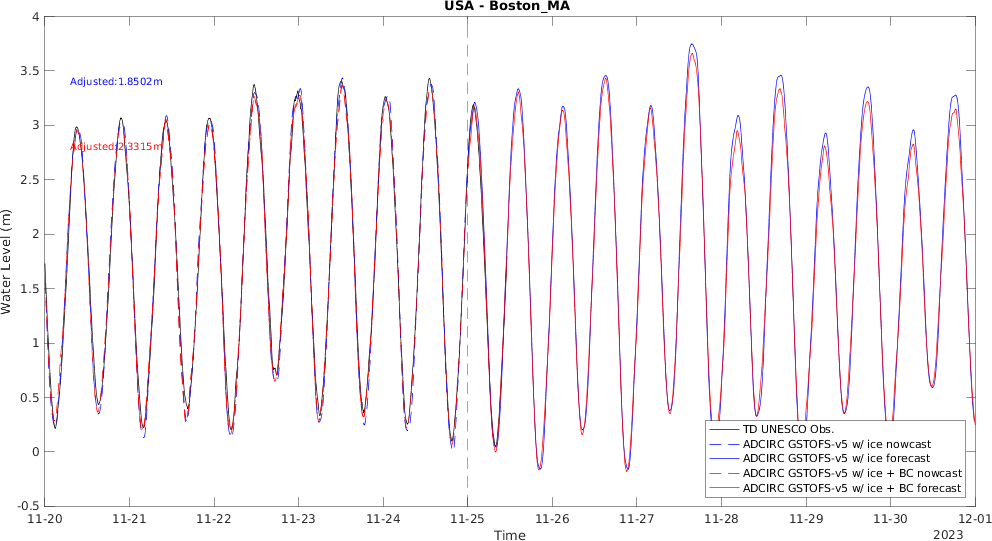 USA - Boston_MA
4
3.5
3
2.5
2
1.5
1
0.5
0
-0.5
Water Level (m)
Adjusted:1.8502m
Adjusted:2.3315m
TD UNESCO Obs.
ADCIRC GSTOFS-v5 w/ ice nowcast
ADCIRC GSTOFS-v5 w/ ice forecast
ADCIRC GSTOFS-v5 w/ ice + BC nowcast
ADCIRC GSTOFS-v5 w/ ice + BC forecast
11-20 11-21 11-22 11-23 11-24 11-25 11-26 11-27 11-28 11-29 11-30 12-01
Time
2023